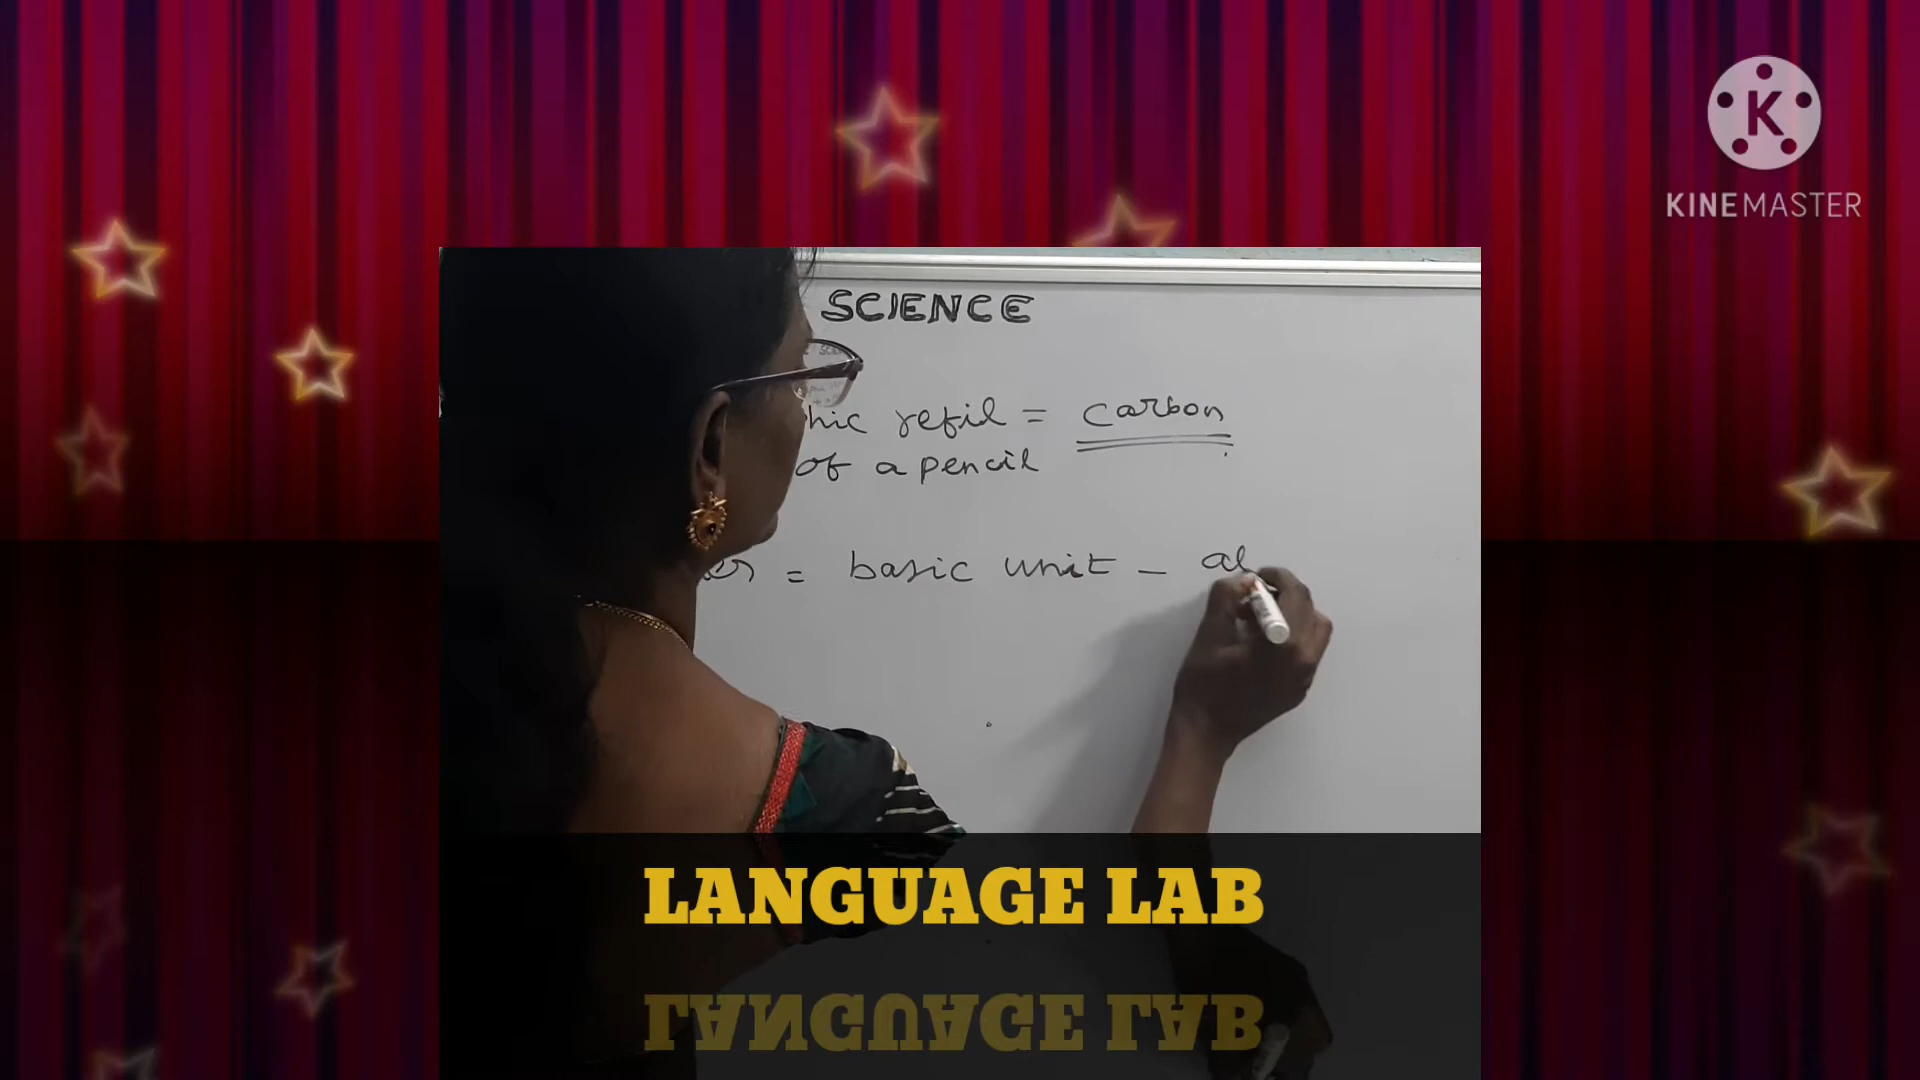 KINEMASTER
SCIENCE
hic refil = carbon
of a pencil
= basic unit -
LANGUAGE LAB
LANGUAGE LAB